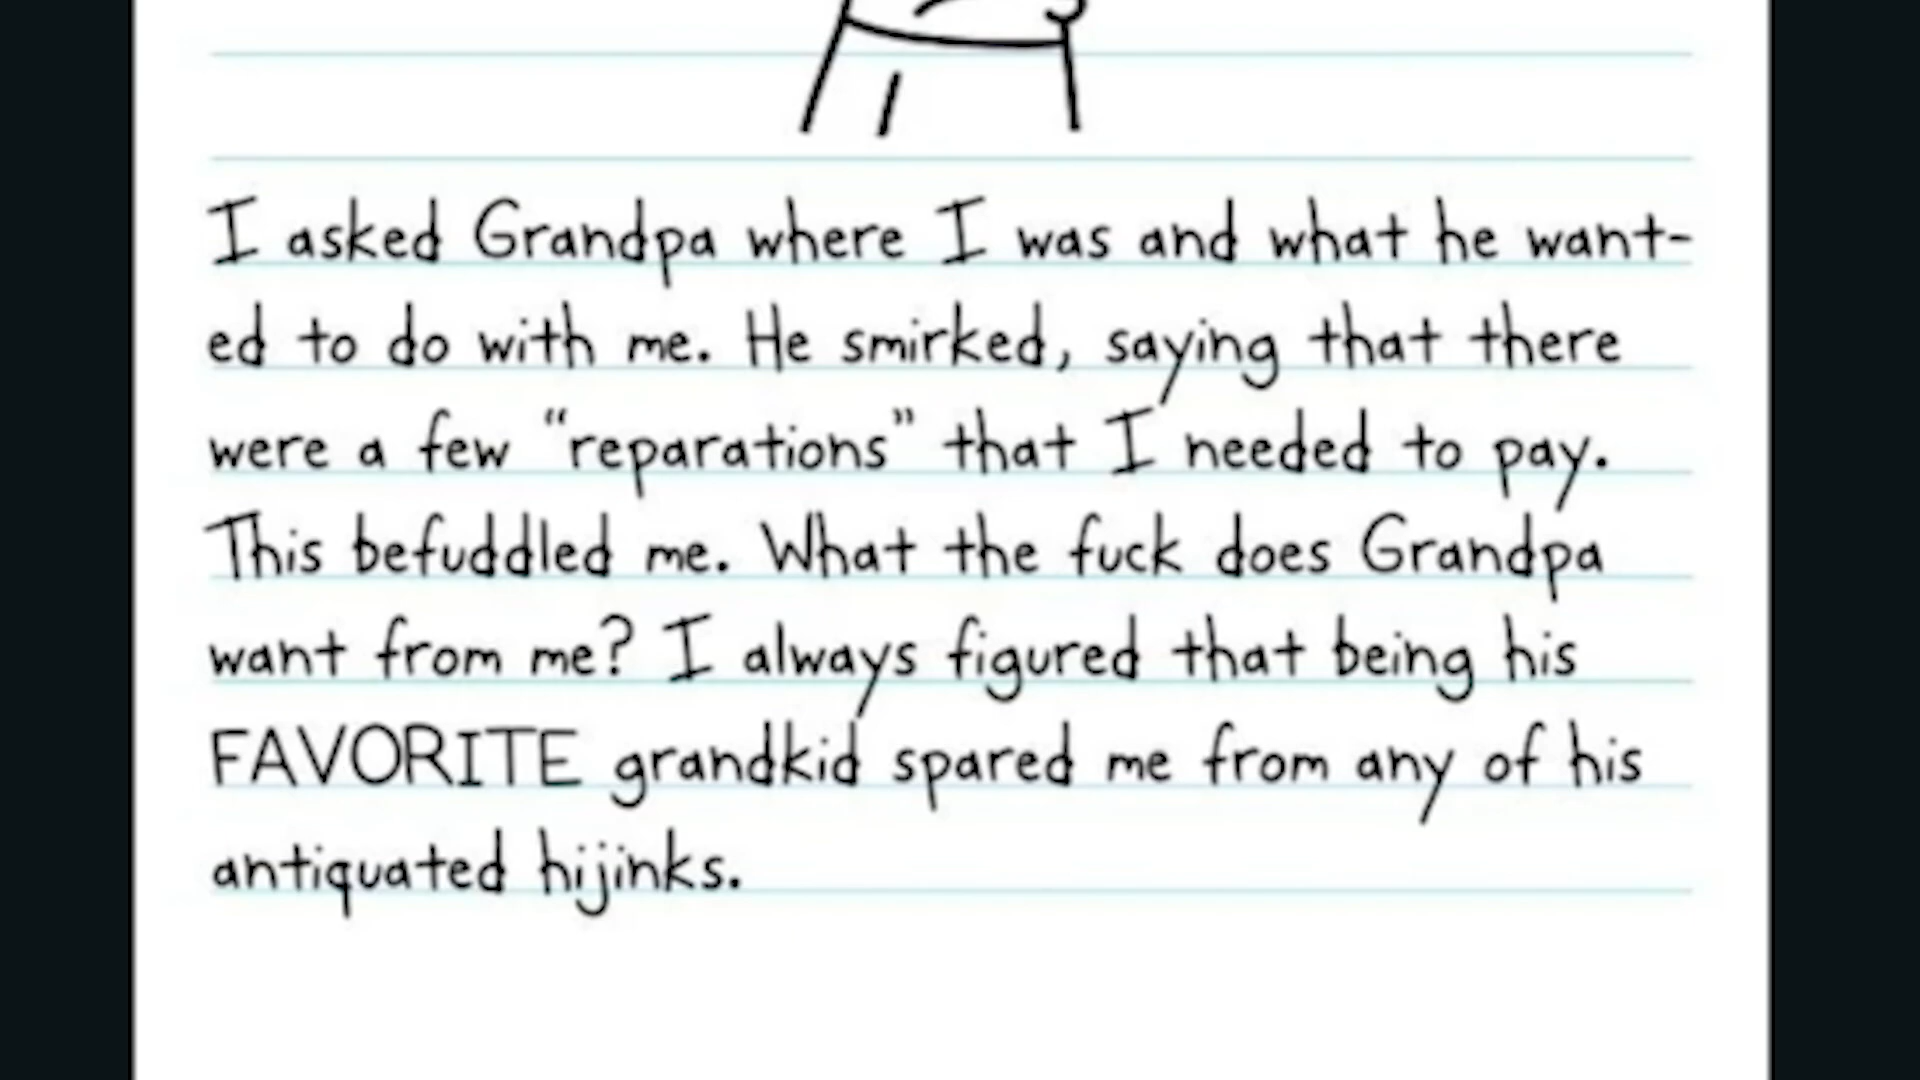 I asked Grandpa where I was and what he want-
ed to do with me. He smirked, saying that there
were a few “reparations” that I needed to pay.
This befuddled me. What the fuck does Grandpa
want from me? I always figured that being his
FAVORITE grandkid spared me from any of his
antiquated hijinks.